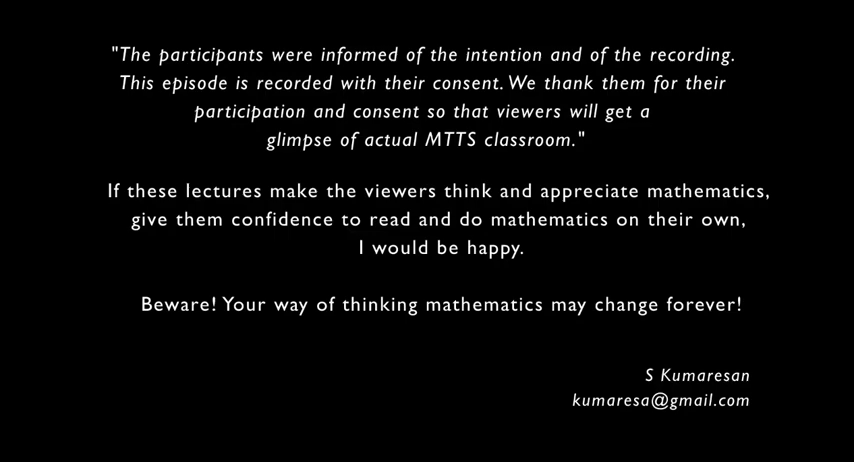 "The participants were informed of the intention and of the recording.
This episode is recorded with their consent. We thank them for their
participation and consent so that viewers will get a
glimpse of actual MTTS classroom."
If these lectures make the viewers think and appreciate mathematics,
give them confidence to read and do mathematics on their own,
I would be happy.
Beware! Your way of thinking mathematics may change forever!
S Kumaresan
kumaresa@gmail.com